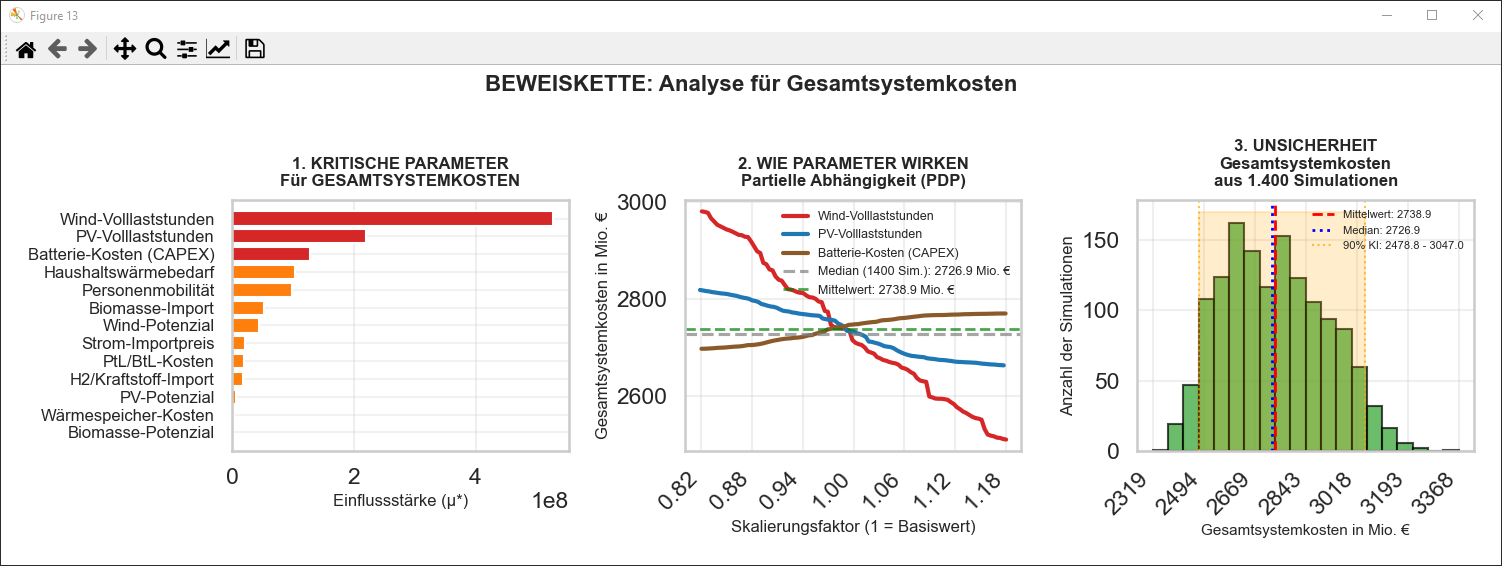 Figure 13
BEWEISKETTE: Analyse für Gesamtsystemkosten
1. KRITISCHE PARAMETER
Für GESAMTSYSTEMKOSTEN
Wind-Volllaststunden
PV-Volllaststunden
Batterie-Kosten (CAPEX)
Haushaltswärmebedarf
Personenmobilität
Biomasse-Import
Wind-Potenzial
Strom-Importpreis
PtL/BtL-Kosten
H2/Kraftstoff-Import
PV-Potenzial
Wärmespeicher-Kosten
Biomasse-Potenzial
0 2 4
1e8
Einflussstärke (μ*)
2. WIE PARAMETER WIRKEN
Partielle Abhängigkeit (PDP)
Gesamtsystemkosten in Mio. €
3000
2800
2600
Wind-Volllaststunden
PV-Volllaststunden
Batterie-Kosten (CAPEX)
Median (1400 Sim.): 2726.9 Mio. €
Mittelwert: 2738.9 Mio. €
0.82 0.88 0.94 1.00 1.06 1.12 1.18
Skalierungsfaktor (1 = Basiswert)
3. UNSICHERHEIT
Gesamtsystemkosten
aus 1.400 Simulationen
Anzahl der Simulationen
150
100
50
0
Mittelwert: 2738.9
Median: 2726.9
90% KI: 2478.8 - 3047.0
2319 2494 2669 2843 3018 3193 3368
Gesamtsystemkosten in Mio. €